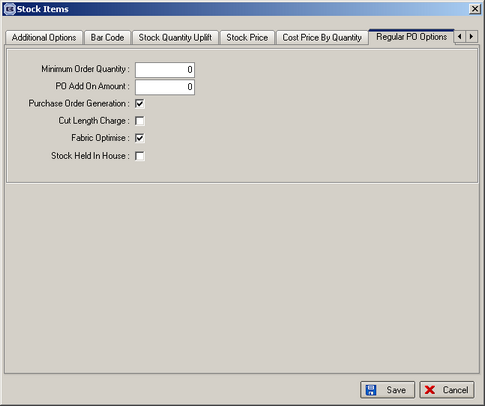 Stock Items
Additional Options Bar Code Stock Quantity Uplift Stock Price Cost Price By Quantity Regular PO Options
Minimum Order Quantity : 0
PO Add On Amount : 0
Purchase Order Generation :
Cut Length Charge :
Fabric Optimise :
Stock Held In House :
Save Cancel